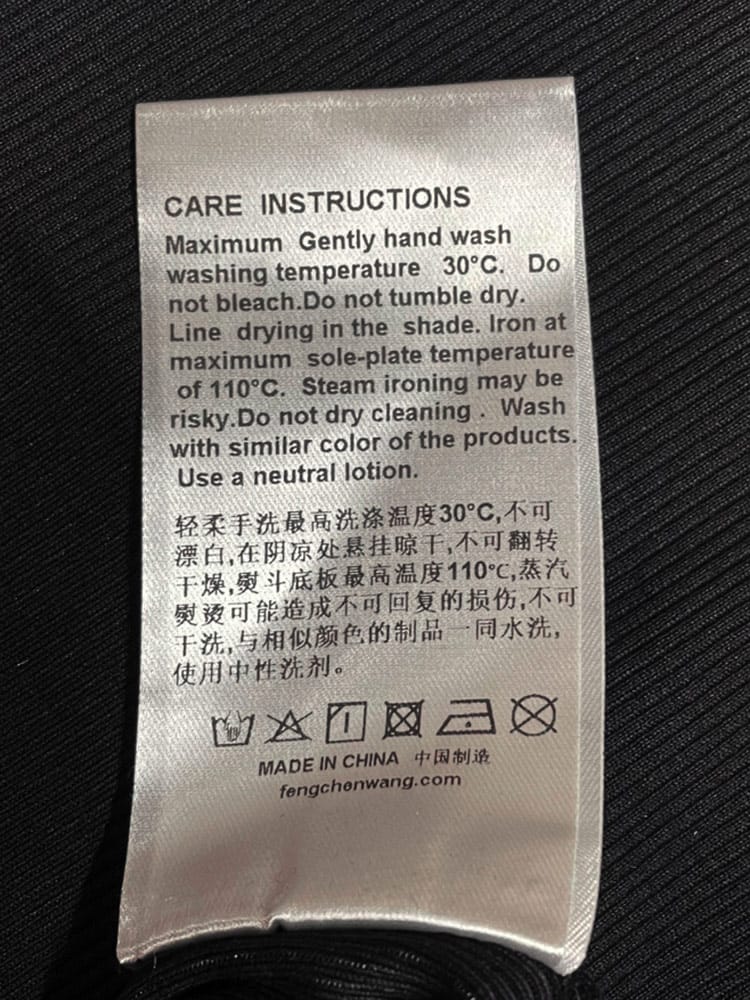 CARE INSTRUCTIONS
Maximum Gently hand wash
washing temperature 30°C. Do
not bleach.Do not tumble dry.
Line drying in the shade. Iron at
maximum sole-plate temperature
of 110°C. Steam ironing may be
risky.Do not dry cleaning . Wash
with similar color of the products.
Use a neutral lotion.
轻柔手洗最高洗涤温度30°C,不可
漂白,在阴凉处悬挂晾干,不可翻转
干燥,熨斗底板最高温度110℃,蒸汽
熨烫可能造成不可回复的损伤,不可
干洗,与相似颜色的制品一同水洗,
使用中性洗剂。
MADE IN CHINA 中国制造
fengchenwang.com